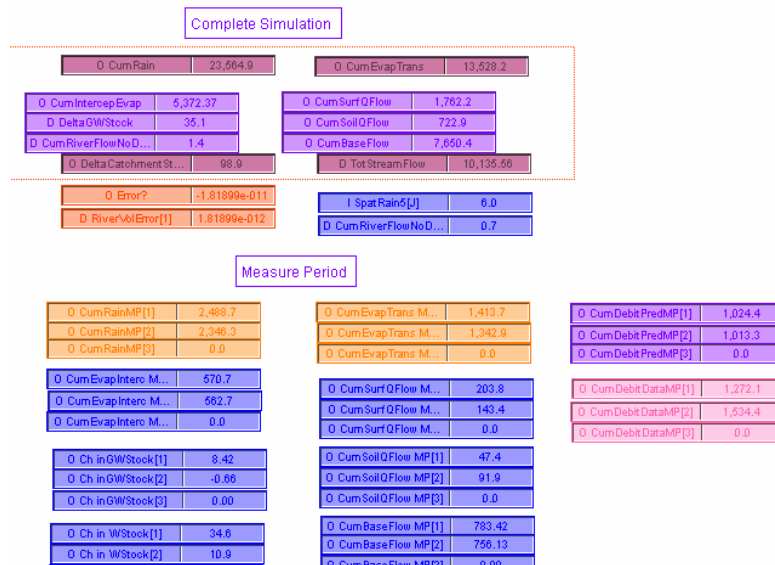 Complete Simulation
O CumRain 23,564.9
O CumEvapTrans 13,528.2
O CumIntercepEvap 5,372.37
D DeltaGWStock 35.1
D CumRiverFlowNoD... 1.4
O CumSurfQFlow 1,762.2
O CumSoilQFlow 722.9
O CumBaseFlow 7,650.4
O DeltaCatchmentSt... 98.9
D TotStreamFlow 10,135.56
O Error? -1.81899e-011
D RiverVolError[1] 1.81899e-012
I SpatRain5[J] 6.0
D CumRiverFlowNoD... 0.7
Measure Period
O CumRainMP[1] 2,488.7
O CumRainMP[2] 2,346.3
O CumRainMP[3] 0.0
O CumEvapTrans M... 1,413.7
O CumEvapTrans M... 1,342.9
O CumEvapTrans M... 0.0
O CumDebitPredMP[1] 1,024.4
O CumDebitPredMP[2] 1,013.3
O CumDebitPredMP[3] 0.0
O CumEvapInterc M... 570.7
O CumEvapInterc M... 562.7
O CumEvapInterc M... 0.0
O CumSurfQFlow M... 203.8
O CumSurfQFlow M... 143.4
O CumSurfQFlow M... 0.0
O CumDebitDataMP[1] 1,272.1
O CumDebitDataMP[2] 1,534.4
O CumDebitDataMP[3] 0.0
O Ch in GWStock[1] 8.42
O Ch in GWStock[2] -0.66
O Ch in GWStock[3] 0.00
O CumSoilQFlow MP[1] 47.4
O CumSoilQFlow MP[2] 91.9
O CumSoilQFlow MP[3] 0.0
O Ch in WStock[1] 34.6
O Ch in WStock[2] 10.9
O CumBaseFlow MP[1] 783.42
O CumBaseFlow MP[2] 756.13
O CumBaseFlow MP[3] 0.00